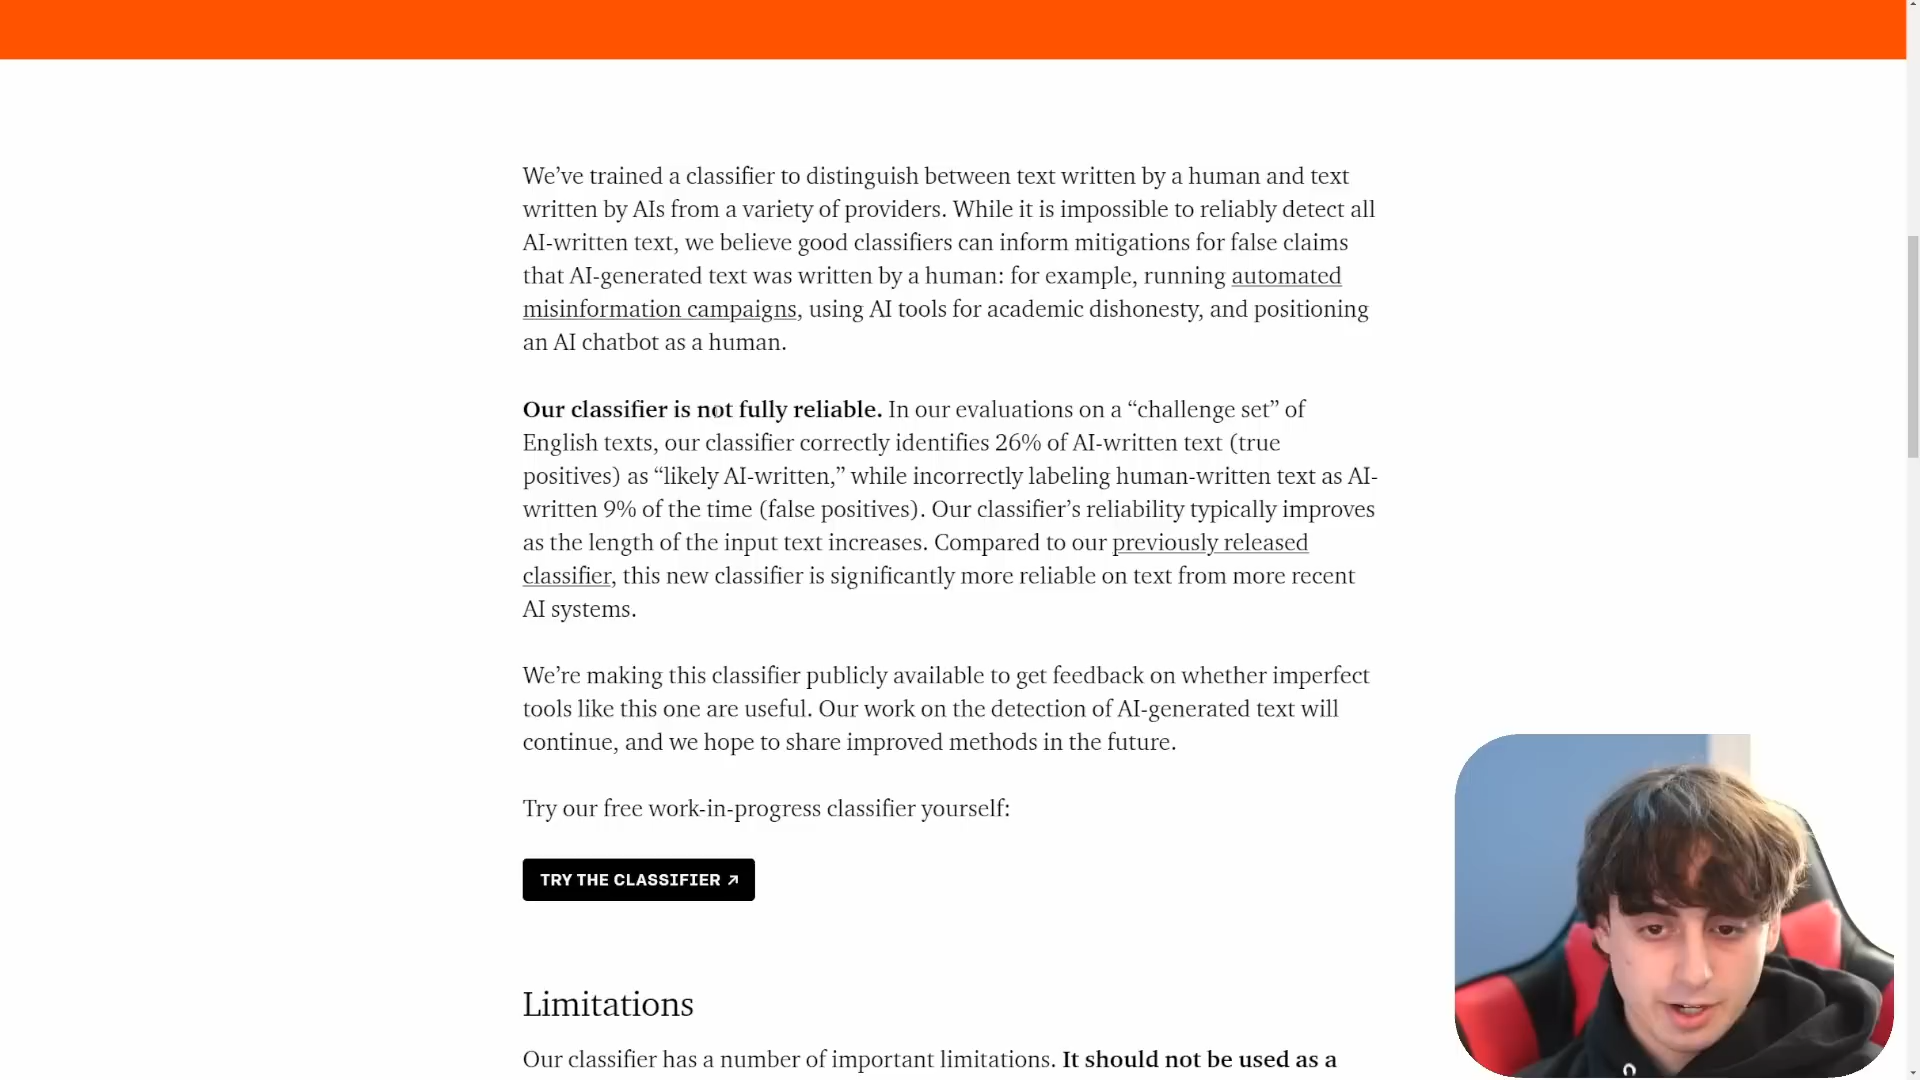 We’ve trained a classifier to distinguish between text written by a human and text
written by AIs from a variety of providers. While it is impossible to reliably detect all
AI-written text, we believe good classifiers can inform mitigations for false claims
that AI-generated text was written by a human: for example, running automated
misinformation campaigns, using AI tools for academic dishonesty, and positioning
an AI chatbot as a human.
Our classifier is not fully reliable. In our evaluations on a “challenge set” of
English texts, our classifier correctly identifies 26% of AI-written text (true
positives) as “likely AI-written,” while incorrectly labeling human-written text as AI-
written 9% of the time (false positives). Our classifier’s reliability typically improves
as the length of the input text increases. Compared to our previously released
classifier, this new classifier is significantly more reliable on text from more recent
AI systems.
We’re making this classifier publicly available to get feedback on whether imperfect
tools like this one are useful. Our work on the detection of AI-generated text will
continue, and we hope to share improved methods in the future.
Try our free work-in-progress classifier yourself:
TRY THE CLASSIFIER ↗
Limitations
Our classifier has a number of important limitations. It should not be used as a